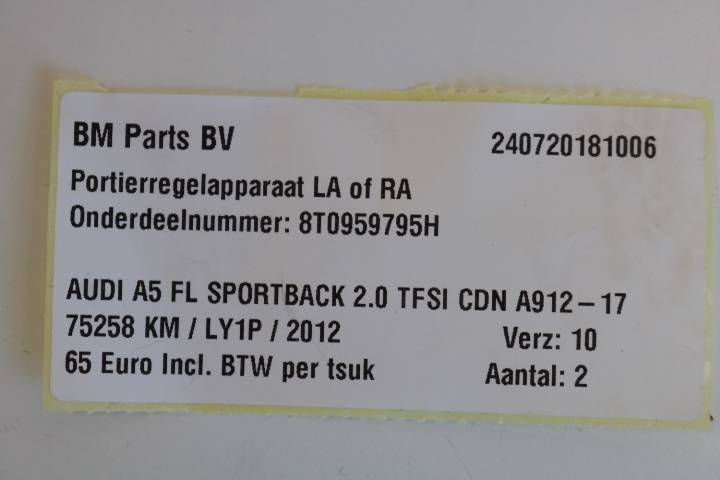 BM Parts BV 240720181006
Portierregelapparaat LA of RA
Onderdeelnummer: 8T0959795H
AUDI A5 FL SPORTBACK 2.0 TFSI CDN A912-17
75258 KM / LY1P / 2012 Verz: 10
65 Euro Incl. BTW per tsuk Aantal: 2